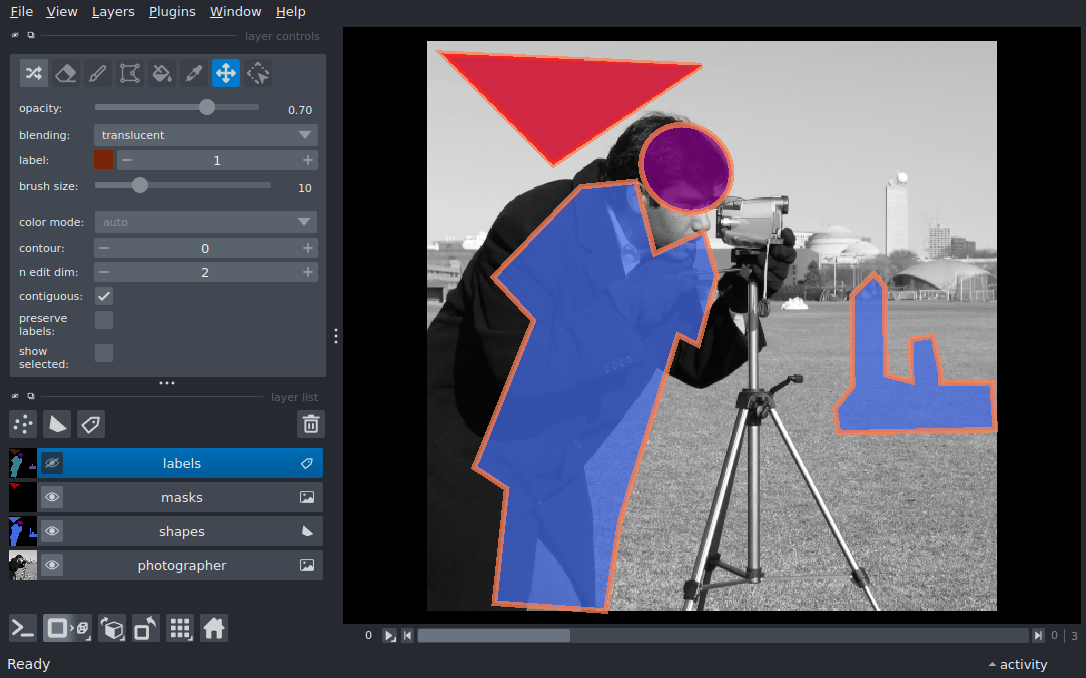 File View Layers Plugins Window Help
layer controls
opacity: 0.70
blending: translucent
label: 1
brush size: 10
color mode: auto
contour: 0
n edit dim: 2
contiguous:
preserve
labels:
show
selected:
layer list
labels
masks
shapes
photographer
0 0 3
Ready activity